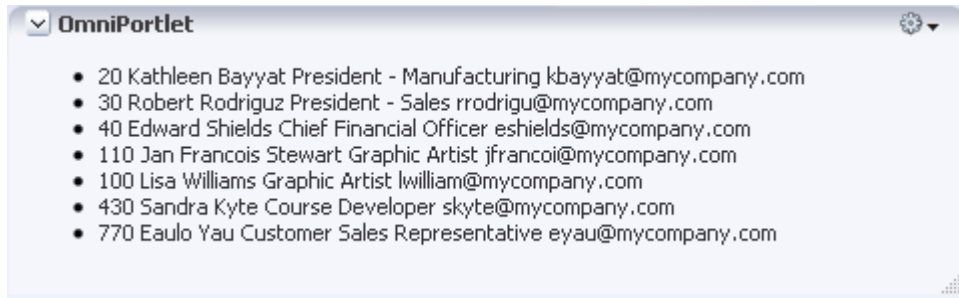 OmniPortlet
• 20 Kathleen Bayyat President - Manufacturing kbayyat@mycompany.com
• 30 Robert Rodriguz President - Sales rrodrigu@mycompany.com
• 40 Edward Shields Chief Financial Officer eshields@mycompany.com
• 110 Jan Francois Stewart Graphic Artist jfrancoi@mycompany.com
• 100 Lisa Williams Graphic Artist lwilliam@mycompany.com
• 430 Sandra Kyte Course Developer skyte@mycompany.com
• 770 Eaulo Yau Customer Sales Representative eyau@mycompany.com